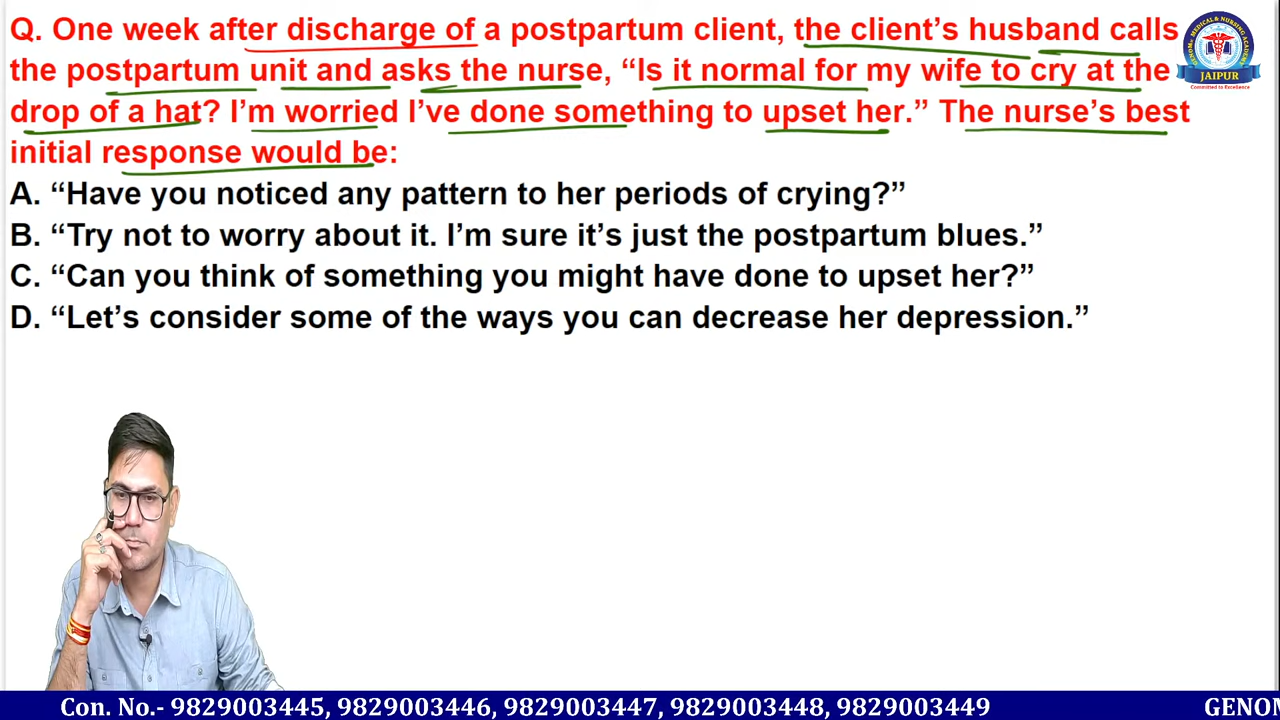 Q. One week after discharge of a postpartum client, the client’s husband calls
the postpartum unit and asks the nurse, “Is it normal for my wife to cry at the
drop of a hat? I’m worried I’ve done something to upset her.” The nurse’s best
initial response would be:
A. “Have you noticed any pattern to her periods of crying?”
B. “Try not to worry about it. I’m sure it’s just the postpartum blues.”
C. “Can you think of something you might have done to upset her?”
D. “Let’s consider some of the ways you can decrease her depression.”
JAIPUR
Committed to Excellence
Con. No.- 9829003445, 9829003446, 9829003447, 9829003448, 9829003449
GENOM